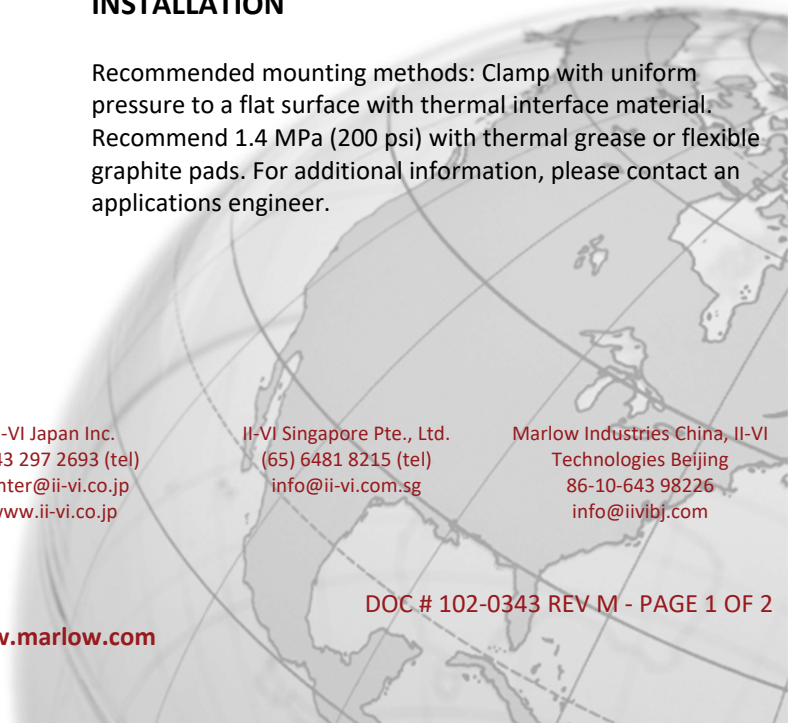 INSTALLATION
Recommended mounting methods: Clamp with uniform
pressure to a flat surface with thermal interface material.
Recommend 1.4 MPa (200 psi) with thermal grease or flexible
graphite pads. For additional information, please contact an
applications engineer.
-VI Japan Inc.
43 297 2693 (tel)
nter@ii-vi.co.jp
www.ii-vi.co.jp
II-VI Singapore Pte., Ltd.
(65) 6481 8215 (tel)
info@ii-vi.com.sg
Marlow Industries China, II-VI
Technologies Beijing
86-10-643 98226
info@iivibj.com
DOC # 102-0343 REV M - PAGE 1 OF 2
w.marlow.com